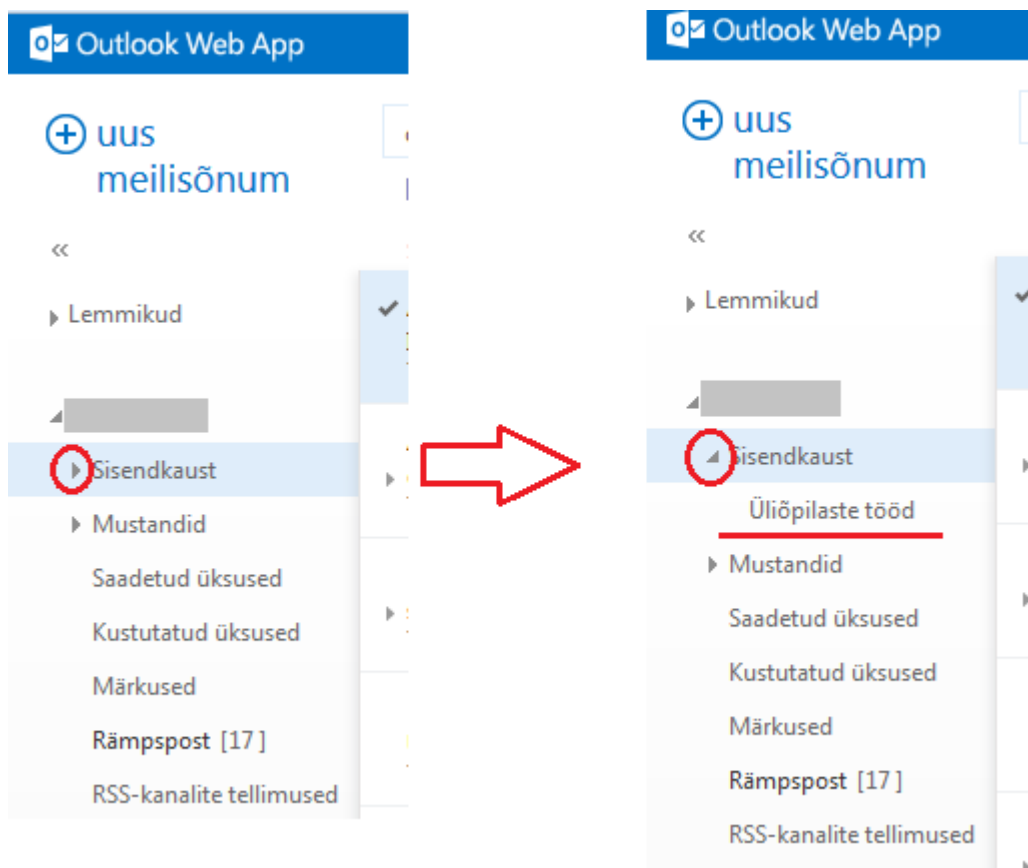 Outlook Web App
uus
meilisõnum
«
Lemmikud
Sisendkaust
Mustandid
Saadetud üksused
Kustutatud üksused
Märkused
Rämpspost [17]
RSS-kanalite tellimused
Outlook Web App
uus
meilisõnum
«
Lemmikud
Sisendkaust
Üliõpilaste tööd
Mustandid
Saadetud üksused
Kustutatud üksused
Märkused
Rämpspost [17]
RSS-kanalite tellimused